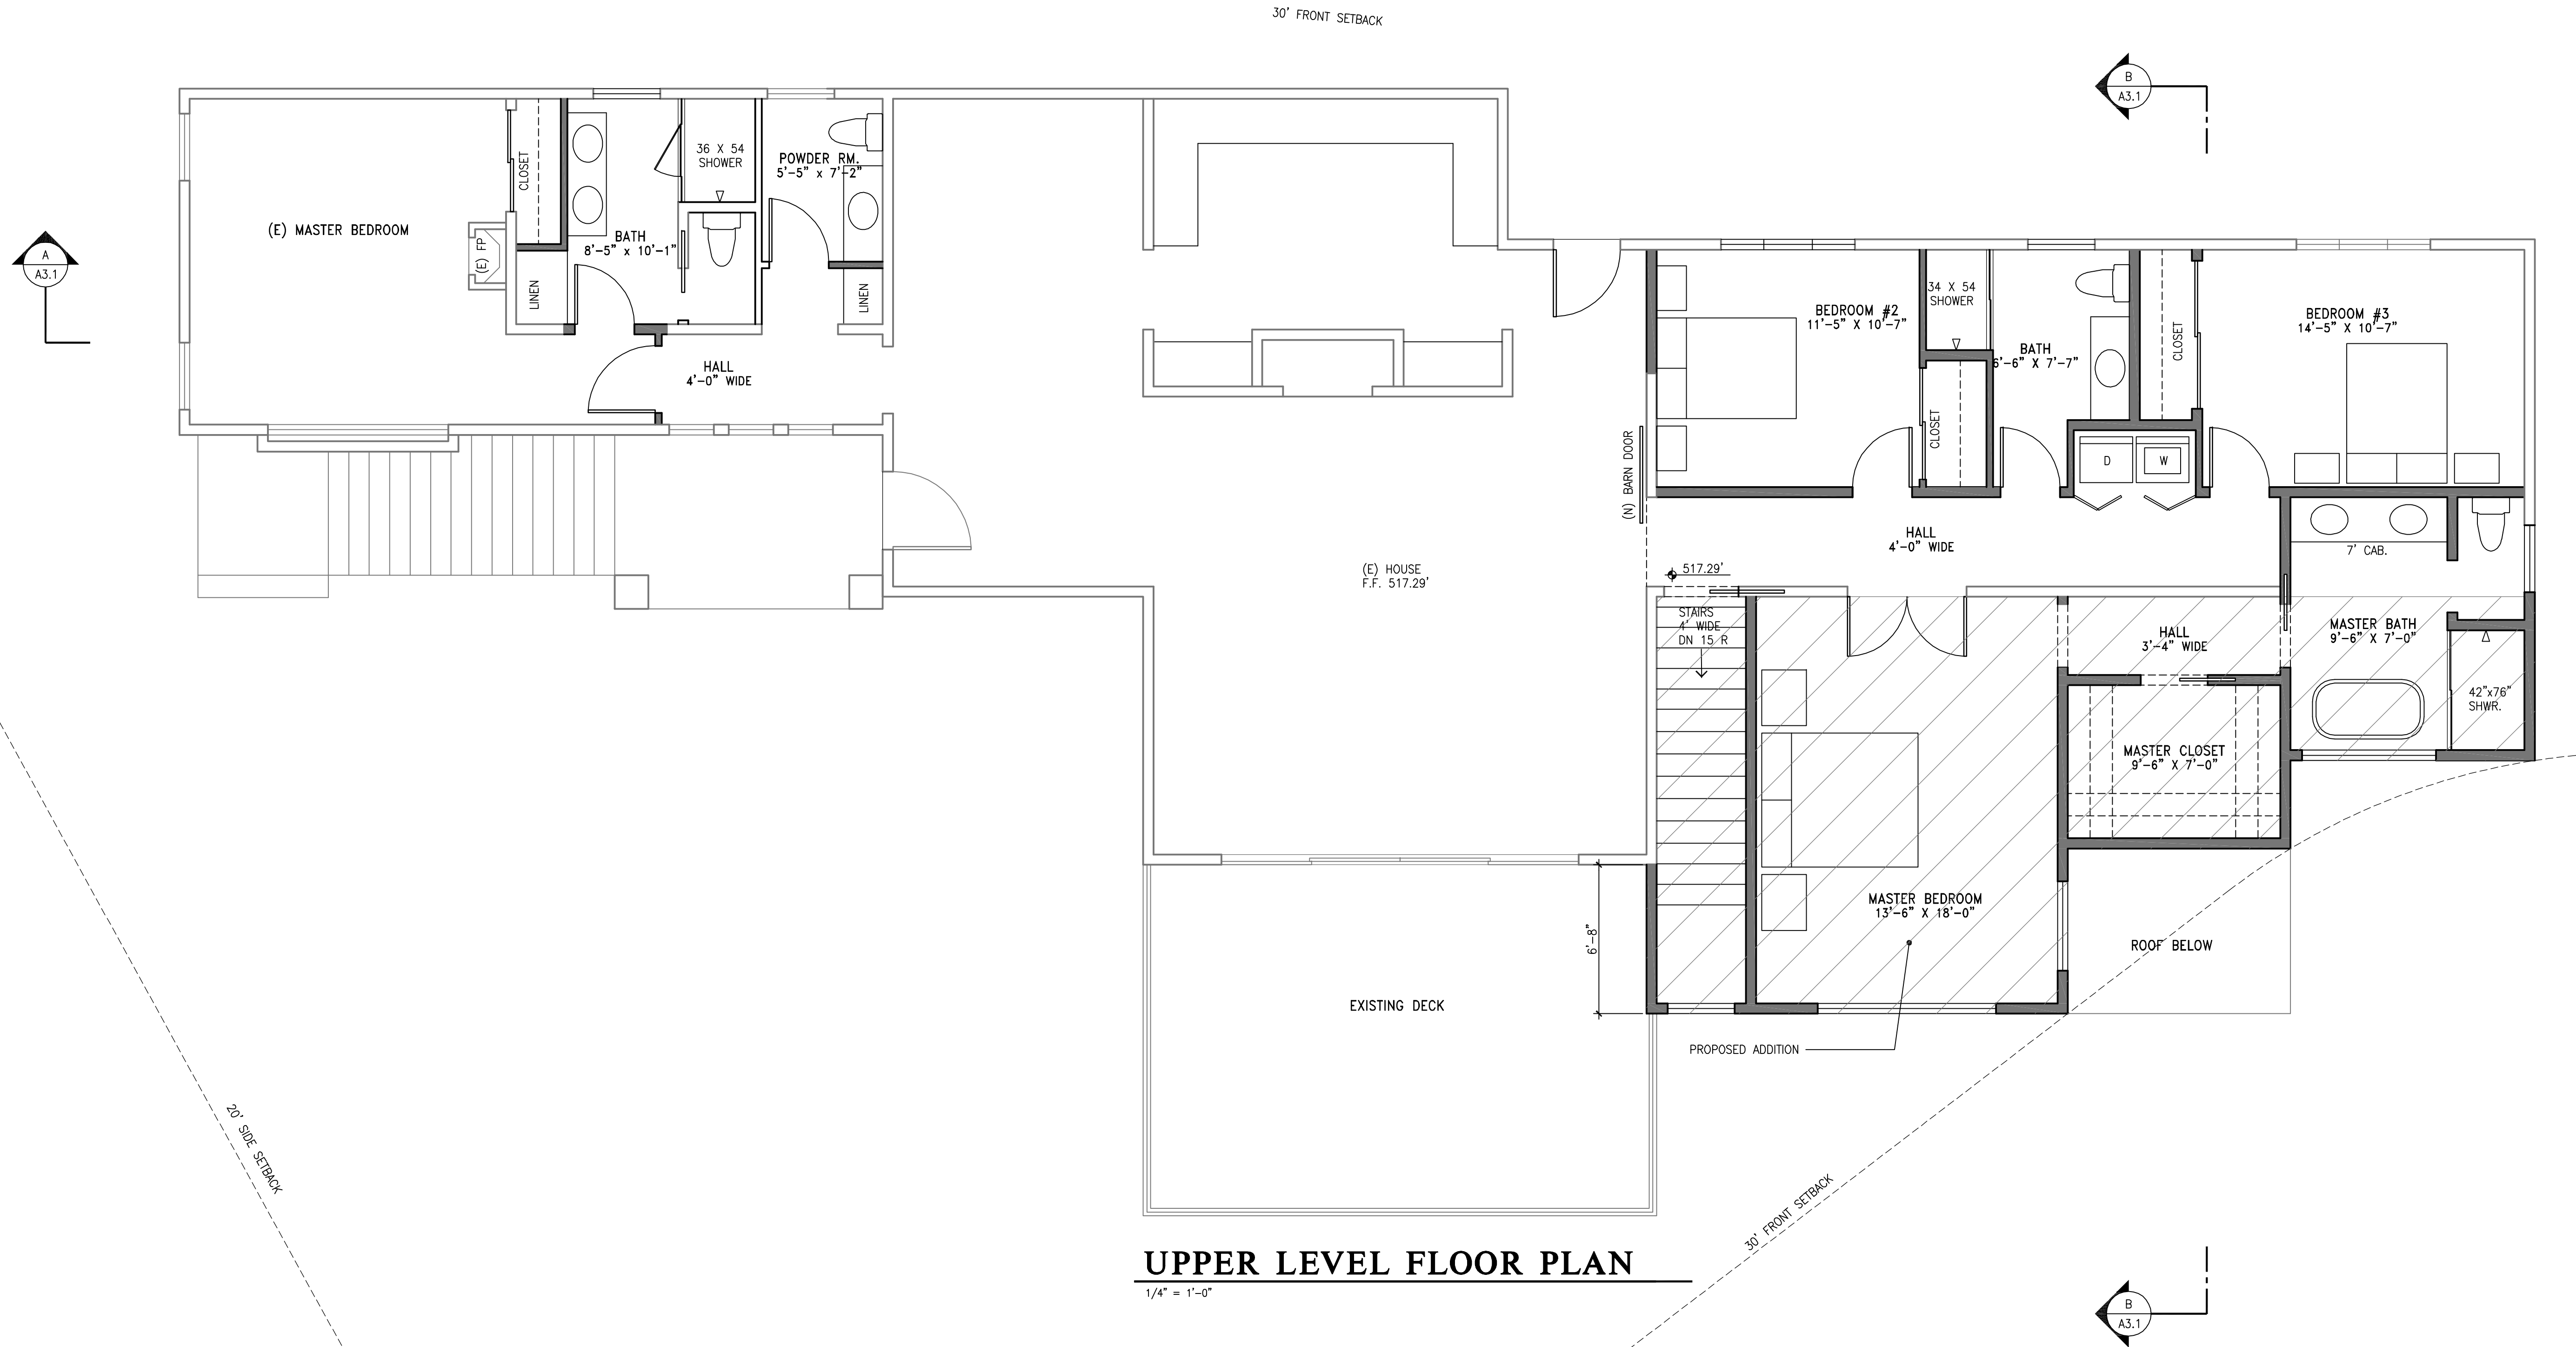 30' FRONT SETBACK
B
A3.1
36 X 54
SHOWER
POWDER RM.
5'-5" x 7'-2"
CLOSET
(E) MASTER BEDROOM
BATH
8'-5" x 10'-1"
(E) FP
A
A3.1
LINEN
LINEN
HALL
4'-0" WIDE
34 X 54
SHOWER
BEDROOM #2
11'-5" X 10'-7"
BEDROOM #3
14'-5" X 10'-7"
BATH
6'-6" X 7'-7"
CLOSET
CLOSET
(N) BARN DOOR
D
W
HALL
4'-0" WIDE
7' CAB.
(E) HOUSE
F.F. 517.29'
517.29'
STAIRS
4' WIDE
DN 15 R
HALL
3'-4" WIDE
MASTER BATH
9'-6" X 7'-0"
42"x76"
SHWR.
MASTER CLOSET
9'-6" X 7'-0"
MASTER BEDROOM
13'-6" X 18'-0"
6'-8"
ROOF BELOW
EXISTING DECK
PROPOSED ADDITION
20' SIDE SETBACK
30' FRONT SETBACK
UPPER LEVEL FLOOR PLAN
1/4" = 1'-0"
B
A3.1